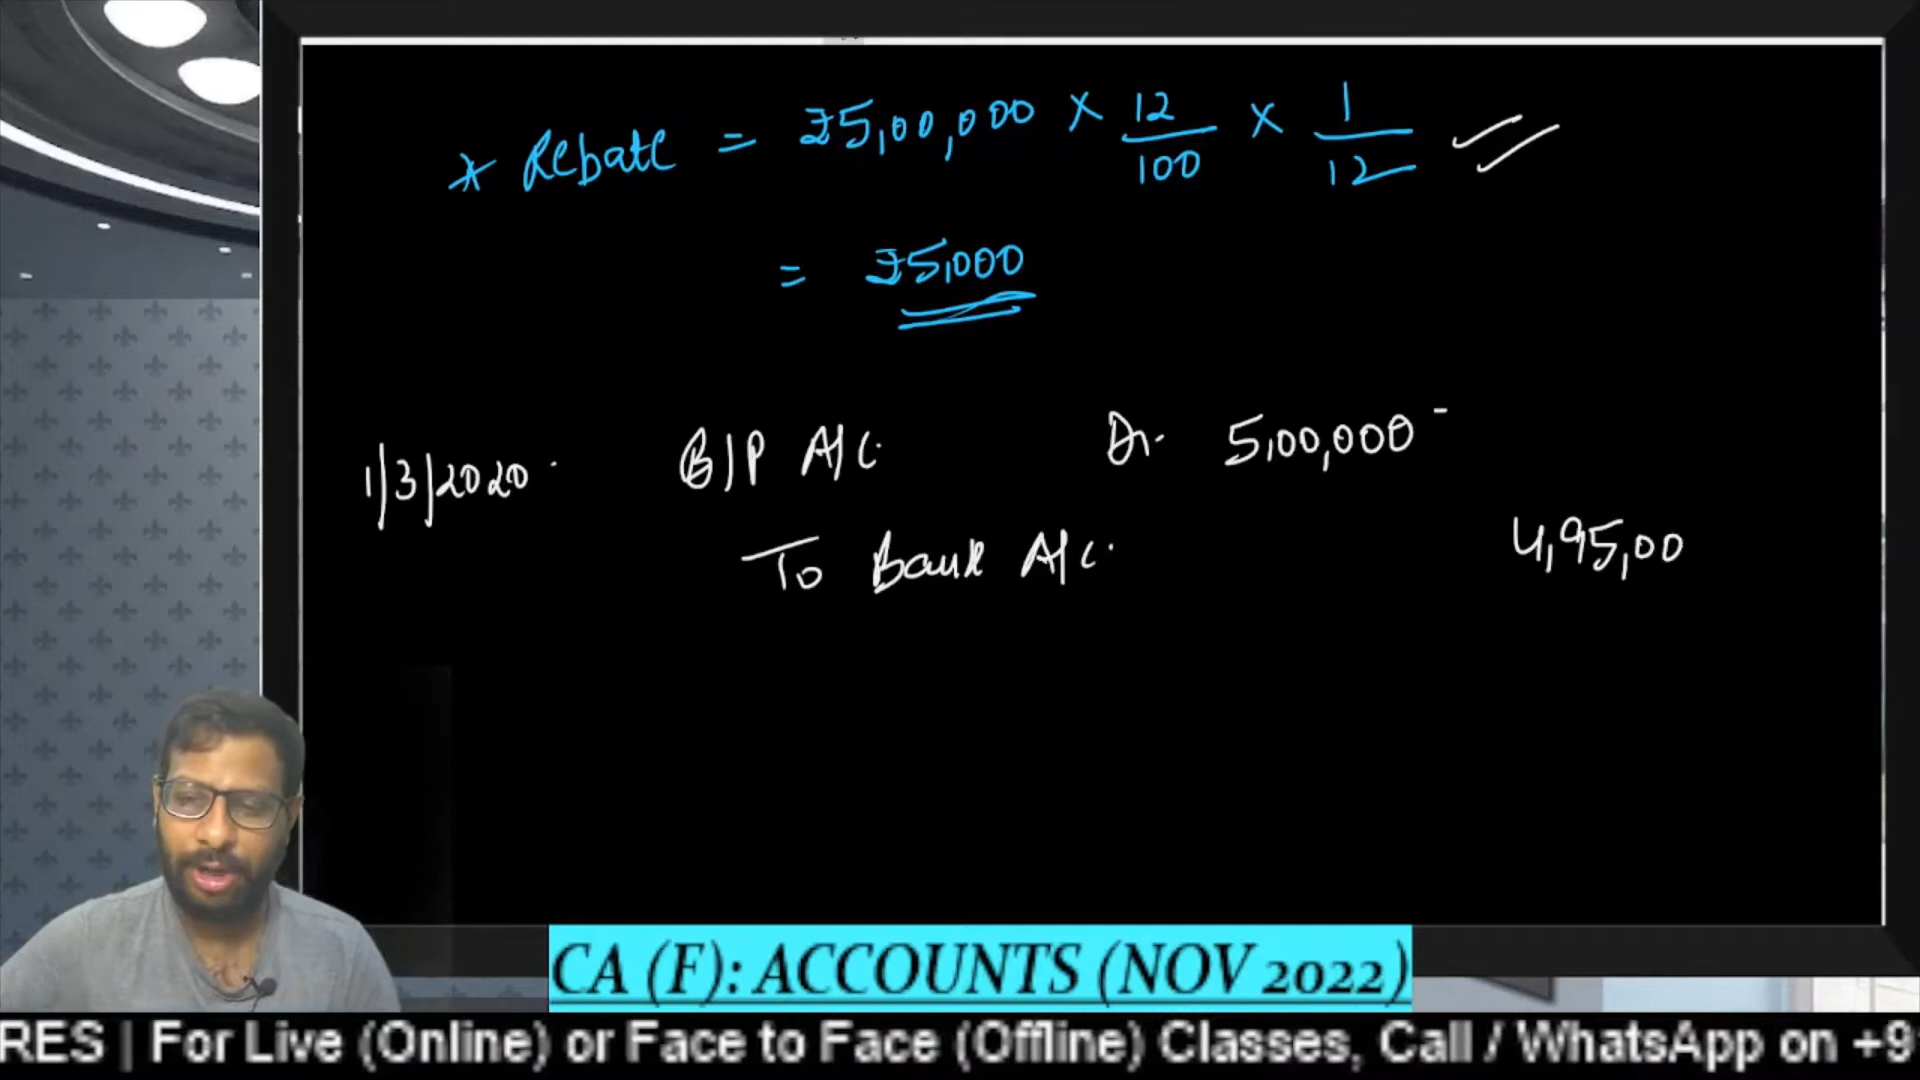 * Rebate = ₹5,00,000 × 12/100 × 1/12
= ₹5,000
1/3/2020. B/P A/c. Dr. 5,00,000 -
To Bank A/c. 4,95,00
CA (F): ACCOUNTS (NOV 2022)
RES | For Live (Online) or Face to Face (Offline) Classes, Call / WhatsApp on +9